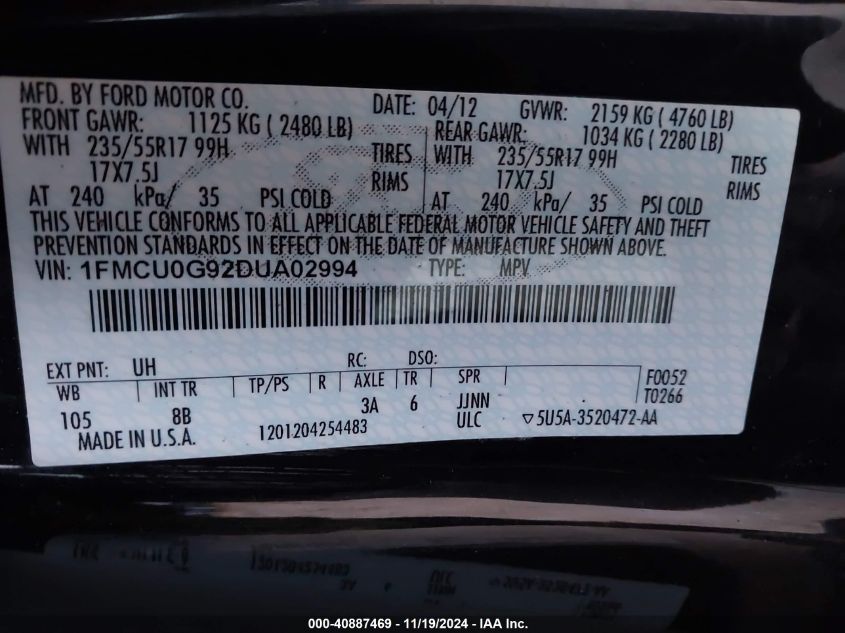 MFD. BY FORD MOTOR CO.
DATE: 04/12 GVWR: 2159 KG ( 4760 LB)
FRONT GAWR: 1125 KG ( 2480 LB) REAR GAWR: 1034 KG ( 2280 LB)
WITH 235/55R17 99H TIRES WITH 235/55R17 99H TIRES
17X7.5J RIMS 17X7.5J RIMS
AT 240 kPa/ 35 PSI COLD AT 240 kPa/ 35 PSI COLD
THIS VEHICLE CONFORMS TO ALL APPLICABLE FEDERAL MOTOR VEHICLE SAFETY AND THEFT
PREVENTION STANDARDS IN EFFECT ON THE DATE OF MANUFACTURE SHOWN ABOVE.
VIN: 1FMCU0G92DUA02994 TYPE: MPV
EXT PNT: UH RC: DSO:
WB INT TR TP/PS R AXLE TR SPR F0052
105 8B 3A 6 JJNN T0266
MADE IN U.S.A. 1201204254483 ULC ▽5U5A-3520472-AA
000-40887469 - 11/19/2024 - IAA Inc.